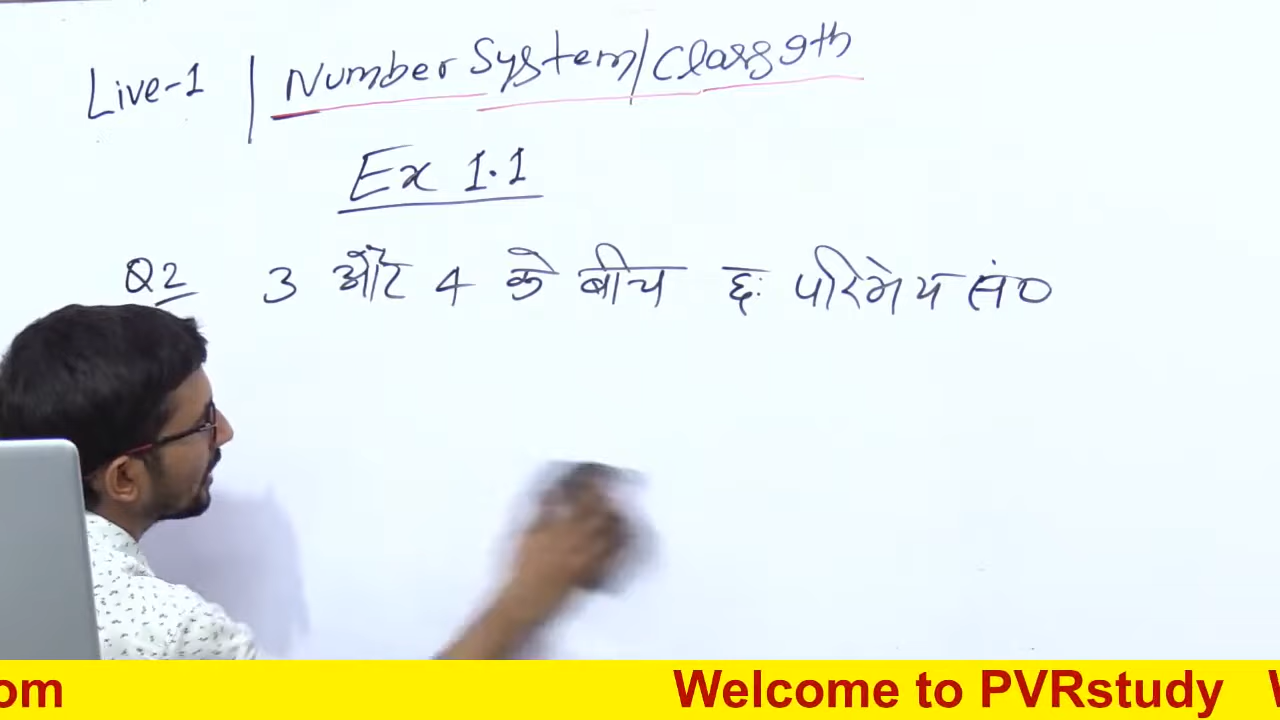 Live-1 | Number System/Class 9th
Ex 1.1
Q2 3 और 4 के बीच छः परिमेय सं०
om Welcome to PVRstudy